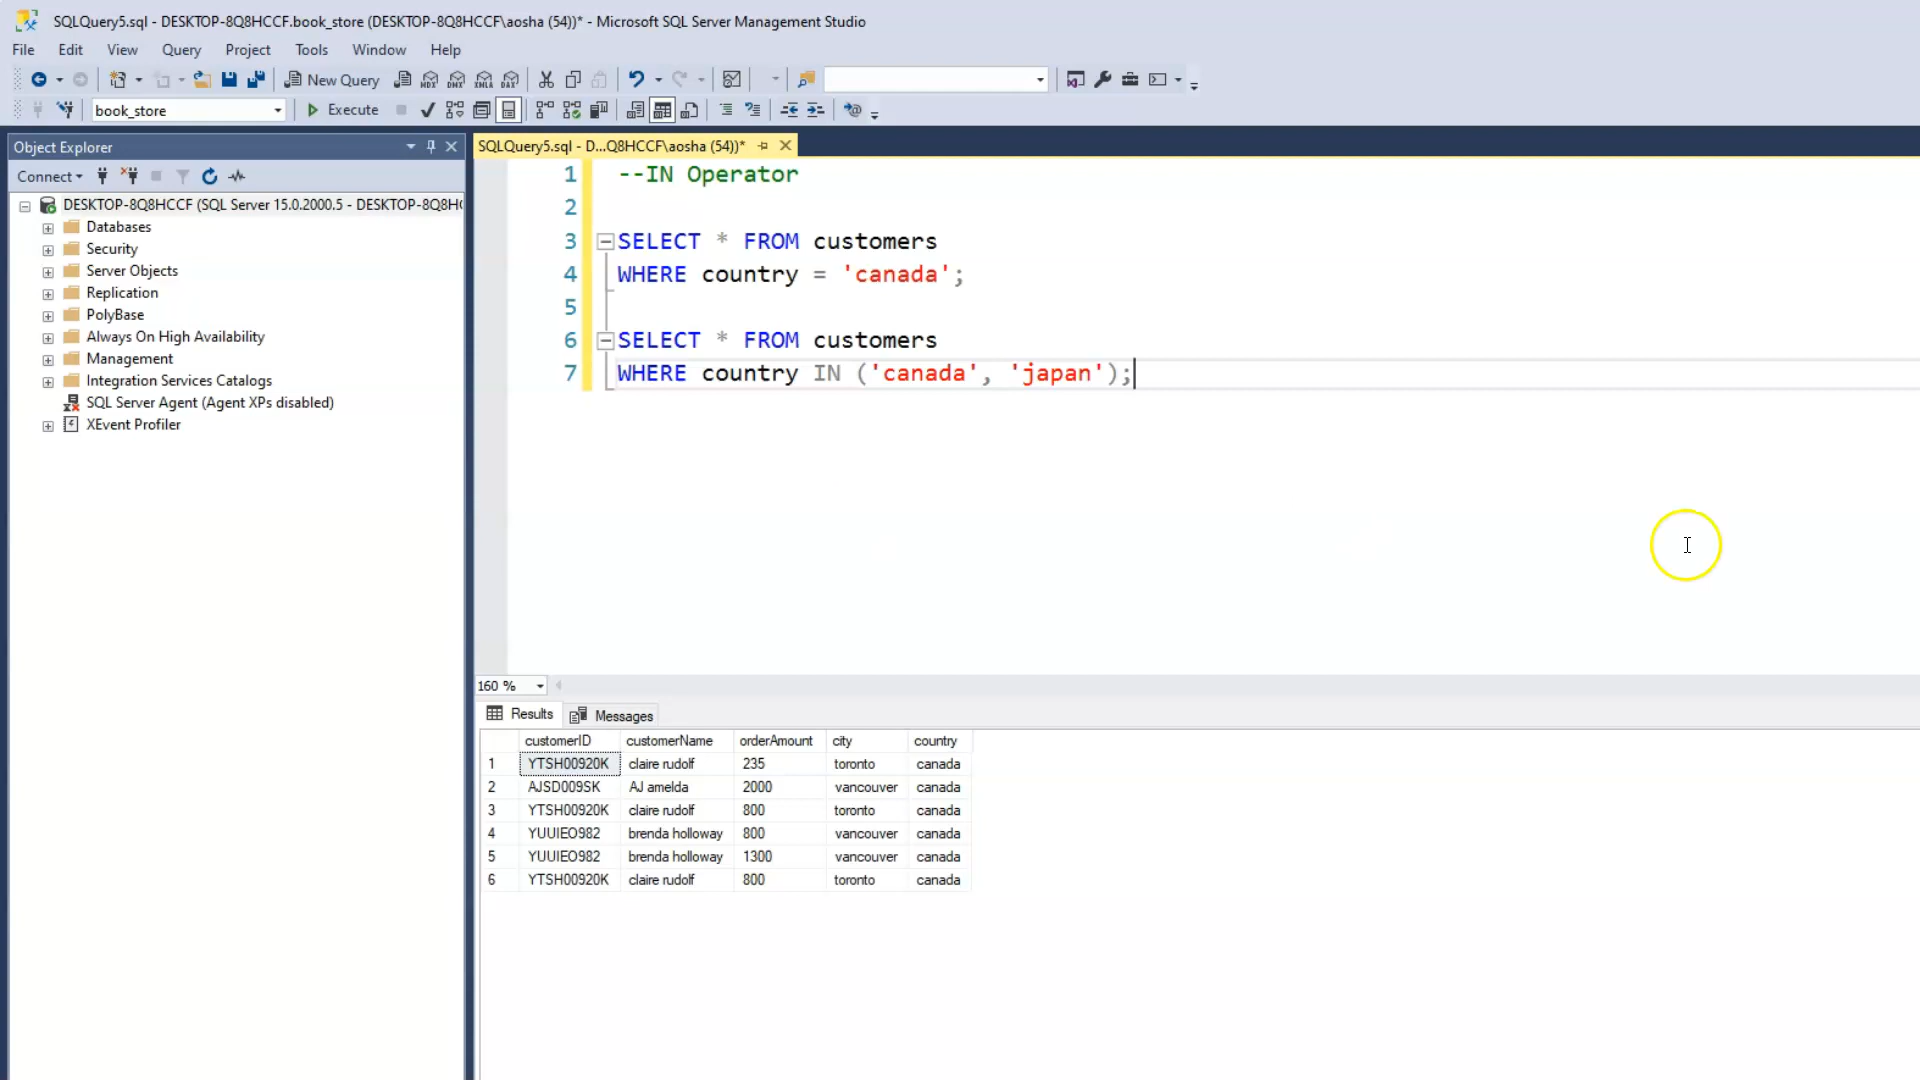 SQLQuery5.sql - DESKTOP-8Q8HCCF.book_store (DESKTOP-8Q8HCCF\aosha (54))* - Microsoft SQL Server Management Studio
File Edit View Query Project Tools Window Help
New Query
book_store Execute
Object Explorer
Connect
DESKTOP-8Q8HCCF (SQL Server 15.0.2000.5 - DESKTOP-8Q8H
Databases
Security
Server Objects
Replication
PolyBase
Always On High Availability
Management
Integration Services Catalogs
SQL Server Agent (Agent XPs disabled)
XEvent Profiler
SQLQuery5.sql - D...Q8HCCF\aosha (54))*
1 --IN Operator
2
3 SELECT * FROM customers
4 WHERE country = 'canada';
5
6 SELECT * FROM customers
7 WHERE country IN ('canada', 'japan');
160 %
Results Messages
customerID customerName orderAmount city country
1 YTSH00920K claire rudolf 235 toronto canada
2 AJSD009SK AJ amelda 2000 vancouver canada
3 YTSH00920K claire rudolf 800 toronto canada
4 YUUIEO982 brenda holloway 800 vancouver canada
5 YUUIEO982 brenda holloway 1300 vancouver canada
6 YTSH00920K claire rudolf 800 toronto canada